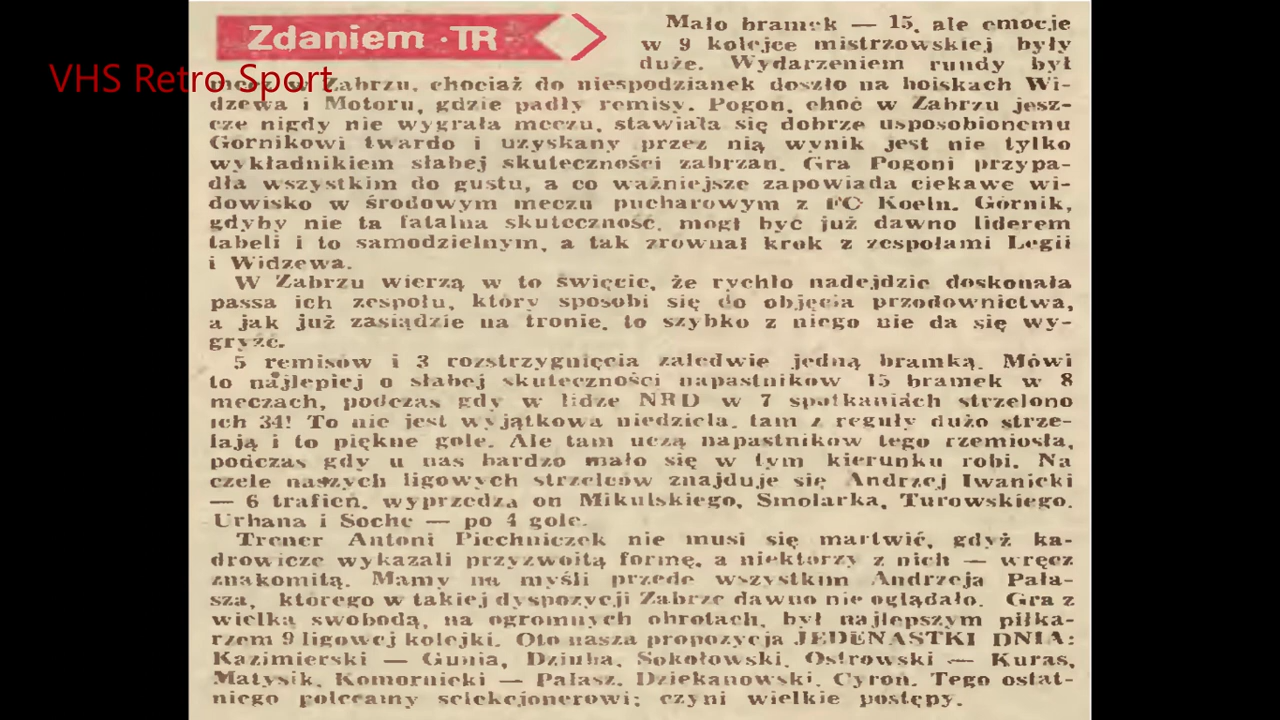 Zdaniem ·TR
VHS Retro Sport
Mało bramek — 15, ale emocje
w 9 kolejce mistrzowskiej były
duże. Wydarzeniem rundy był
mecz w Zabrzu, chociaż do niespodzianek doszło na boiskach Wi-
dzewa i Motoru, gdzie padły remisy. Pogoń, choć w Zabrzu jesz-
cze nigdy nie wygrała meczu, stawiała się dobrze usposobionemu
Górnikowi twardo i uzyskany przez nią wynik jest nie tylko
wykładnikiem słabej skuteczności zabrzan. Gra Pogoni przypa-
dła wszystkim do gustu, a co ważniejsze zapowiada ciekawe wi-
dowisko w środowym meczu pucharowym z FC Koeln. Górnik,
gdyby nie ta fatalna skuteczność, mógł być już dawno liderem
tabeli i to samodzielnym, a tak zrównał krok z zespołami Legii
i Widzewa.
W Zabrzu wierzą w to święcie, że rychło nadejdzie doskonała
passa ich zespołu, który sposobi się do objęcia przodownictwa,
a jak już zasiądzie na tronie, to szybko z niego nie da się wy-
gryźć.
5 remisów i 3 rozstrzygnięcia zaledwie jedną bramką. Mówi
to najlepiej o słabej skuteczności napastników 15 bramek w 8
meczach, podczas gdy w lidze NRD w 7 spotkaniach strzelono
ich 34! To nie jest wyjątkowa niedziela, tam z reguły dużo strze-
lają i to piękne gole. Ale tam uczą napastników tego rzemiosła,
podczas gdy u nas bardzo mało się w tym kierunku robi. Na
czele naszych ligowych strzelców znajduje się Andrzej Iwanicki
— 6 trafień, wyprzedza on Mikulskiego, Smolarka, Turowskiego,
Urbana i Sochę — po 4 gole.
Trener Antoni Piechniczek nie musi się martwić, gdyż ka-
drowicze wykazali przyzwoitą formę, a niektórzy z nich — wręcz
znakomitą. Mamy na myśli przede wszystkim Andrzeja Pała-
sza, którego w takiej dyspozycji Zabrze dawno nie oglądało. Gra z
wielką swobodą, na ogromnych obrotach, był najlepszym piłka-
rzem 9 ligowej kolejki. Oto nasza propozycja JEDENASTKI DNIA:
Kazimierski — Gunia, Dziuba, Sokołowski, Ostrowski — Kuras,
Matysik, Komornicki — Pałasz, Dziekanowski, Cyroń. Tego ostat-
niego polecamy selekcjonerowi; czyni wielkie postępy.